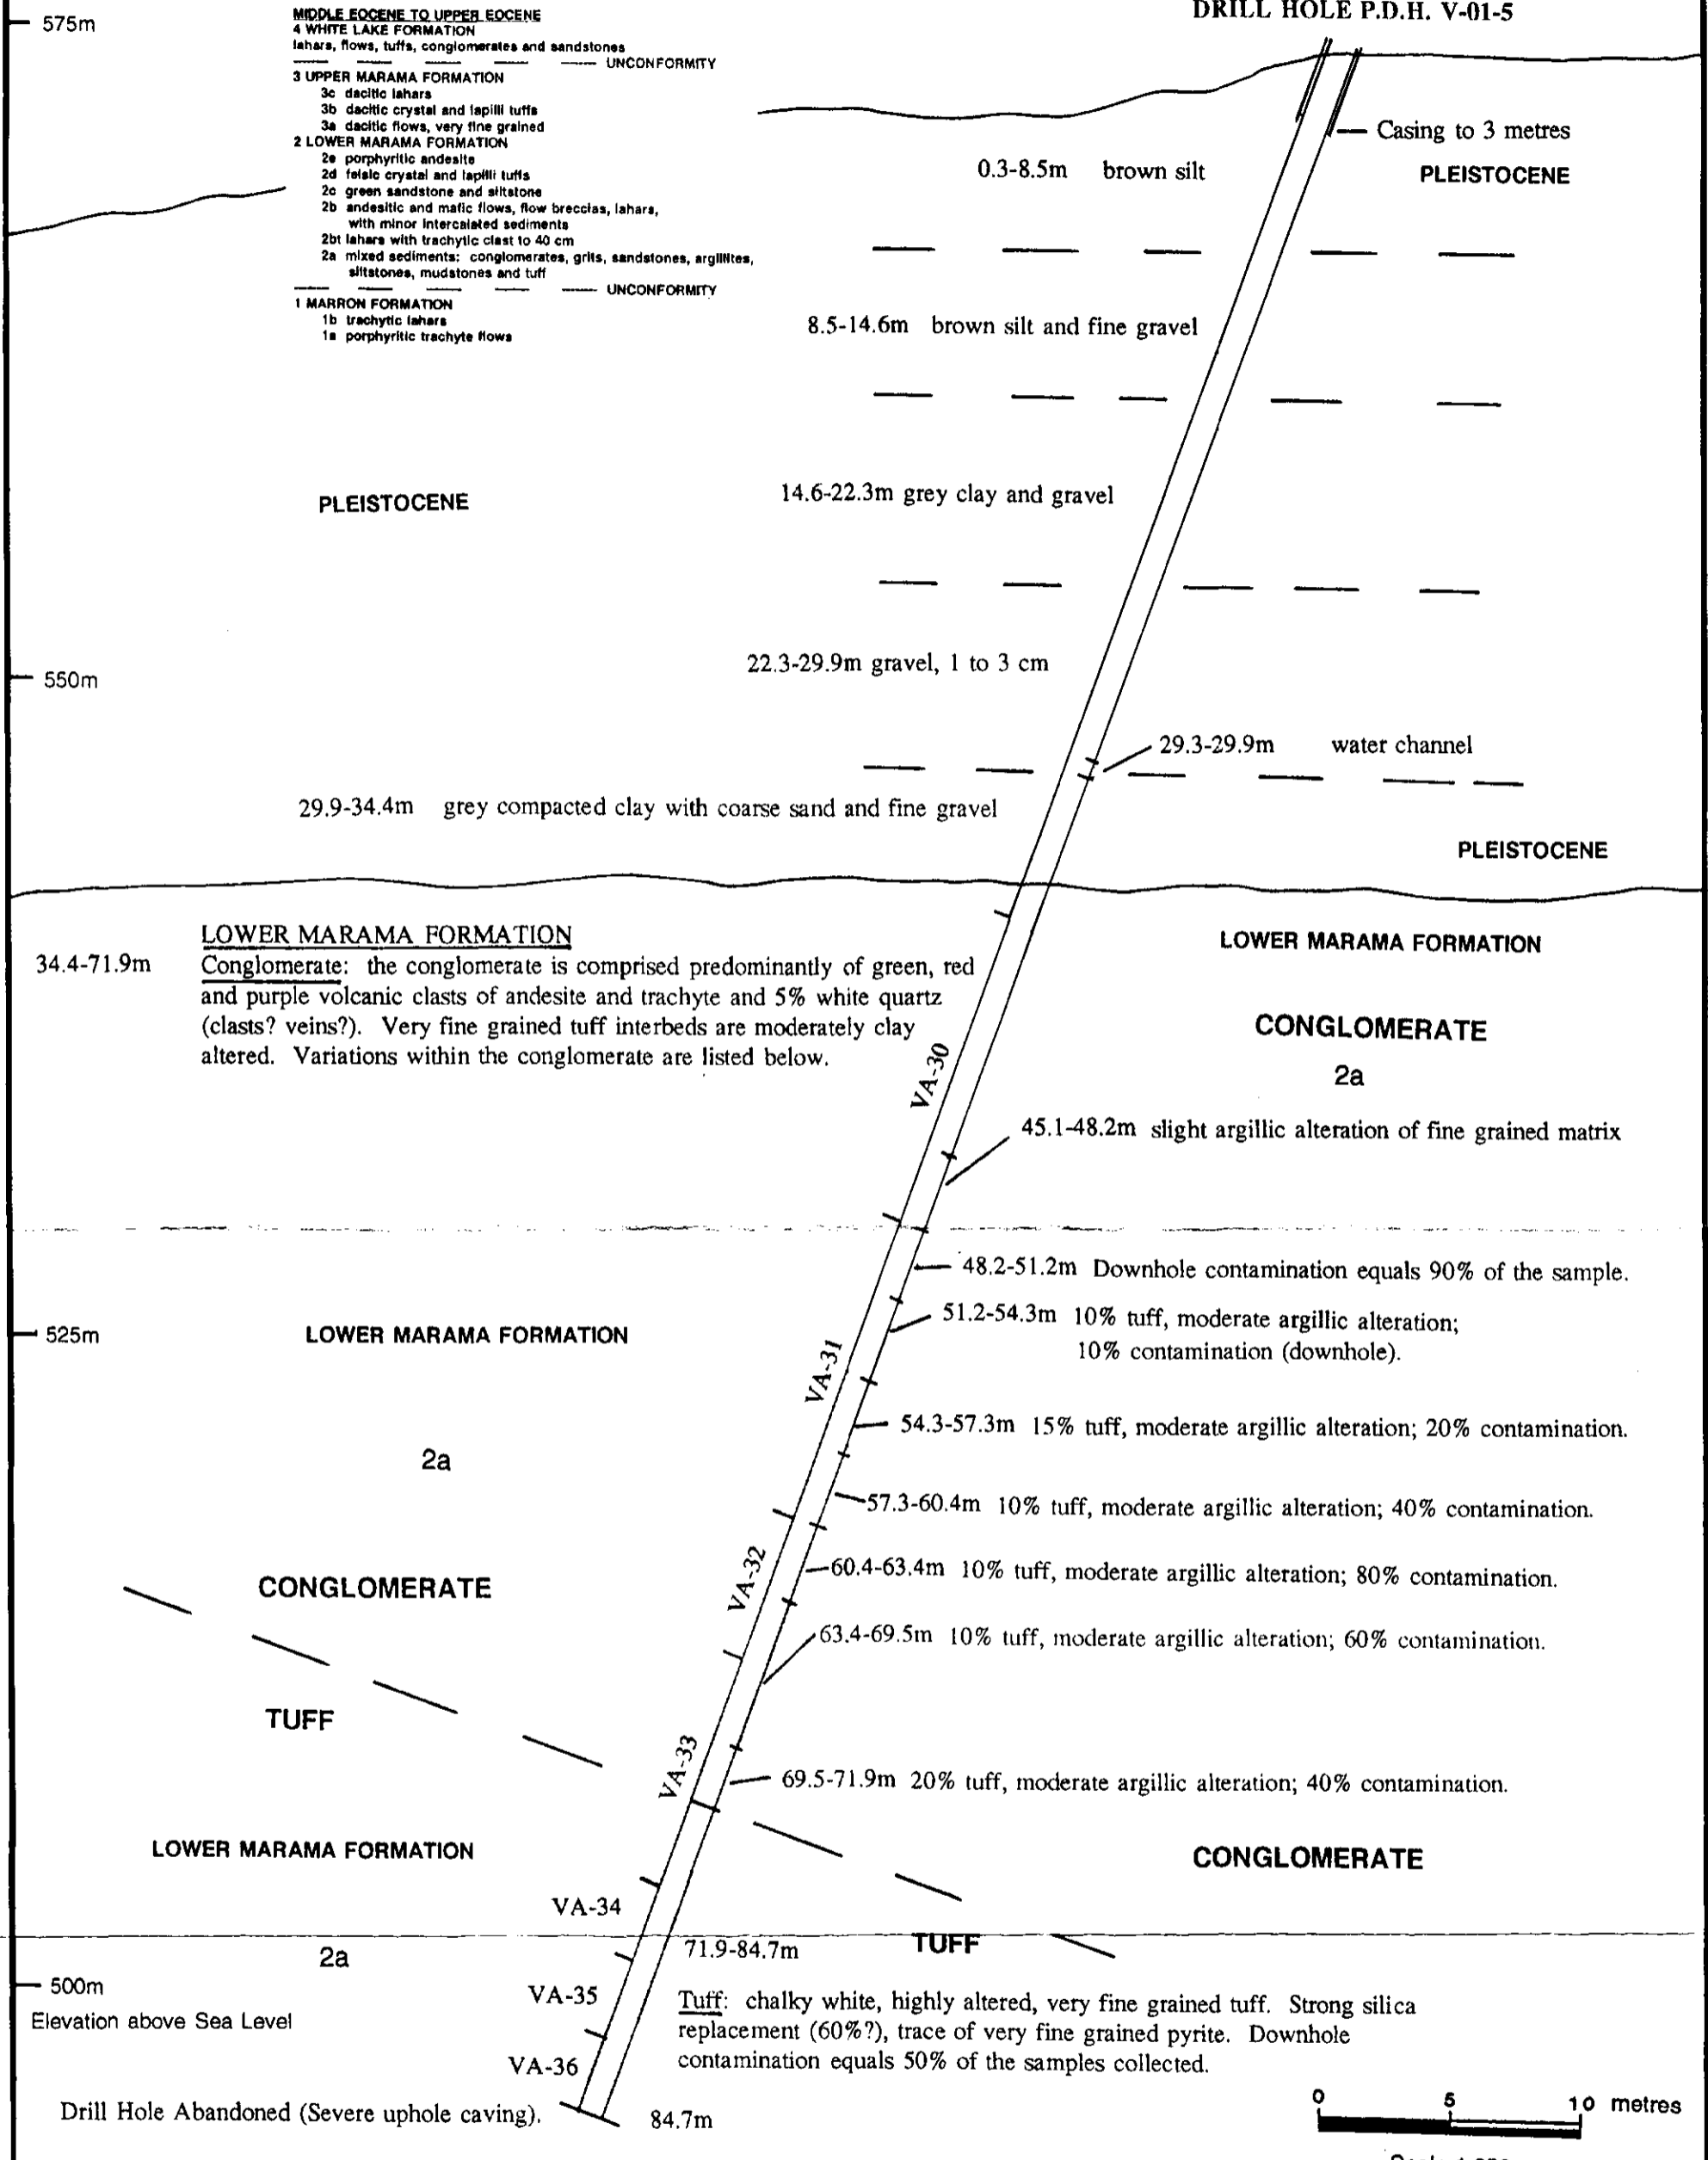 DRILL HOLE P.D.H. V-01-5
575m
MIDDLE EOCENE TO UPPER EOCENE
4 WHITE LAKE FORMATION
lahars, flows, tuffs, conglomerates and sandstones
UNCONFORMITY
3 UPPER MARAMA FORMATION
3c dacitic lahars
3b dacitic crystal and lapilli tuffs
3a dacitic flows, very fine grained
2 LOWER MARAMA FORMATION
2e porphyritic andesite
2d felsic crystal and lapilli tuffs
2c green sandstone and siltstone
2b andesitic and mafic flows, flow breccias, lahars,
with minor intercalated sediments
2bt lahars with trachytic clast to 40 cm
2a mixed sediments: conglomerates, grits, sandstones, argillites,
siltstones, mudstones and tuff
UNCONFORMITY
1 MARRON FORMATION
1b trachytic lahars
1a porphyritic trachyte flows
Casing to 3 metres
0.3-8.5m brown silt
PLEISTOCENE
8.5-14.6m brown silt and fine gravel
PLEISTOCENE
14.6-22.3m grey clay and gravel
22.3-29.9m gravel, 1 to 3 cm
550m
29.3-29.9m water channel
29.9-34.4m grey compacted clay with coarse sand and fine gravel
PLEISTOCENE
LOWER MARAMA FORMATION
34.4-71.9m Conglomerate: the conglomerate is comprised predominantly of green, red
and purple volcanic clasts of andesite and trachyte and 5% white quartz
(clasts? veins?). Very fine grained tuff interbeds are moderately clay
altered. Variations within the conglomerate are listed below.
LOWER MARAMA FORMATION
CONGLOMERATE
2a
VA-30
45.1-48.2m slight argillic alteration of fine grained matrix
48.2-51.2m Downhole contamination equals 90% of the sample.
51.2-54.3m 10% tuff, moderate argillic alteration;
10% contamination (downhole).
525m
LOWER MARAMA FORMATION
VA-31
54.3-57.3m 15% tuff, moderate argillic alteration; 20% contamination.
2a
57.3-60.4m 10% tuff, moderate argillic alteration; 40% contamination.
VA-32
60.4-63.4m 10% tuff, moderate argillic alteration; 80% contamination.
CONGLOMERATE
63.4-69.5m 10% tuff, moderate argillic alteration; 60% contamination.
TUFF
VA-33
69.5-71.9m 20% tuff, moderate argillic alteration; 40% contamination.
LOWER MARAMA FORMATION
CONGLOMERATE
VA-34
2a
71.9-84.7m
TUFF
500m
Elevation above Sea Level
VA-35
Tuff: chalky white, highly altered, very fine grained tuff. Strong silica
replacement (60%?), trace of very fine grained pyrite. Downhole
contamination equals 50% of the samples collected.
VA-36
Drill Hole Abandoned (Severe uphole caving).
84.7m
0 5 10 metres